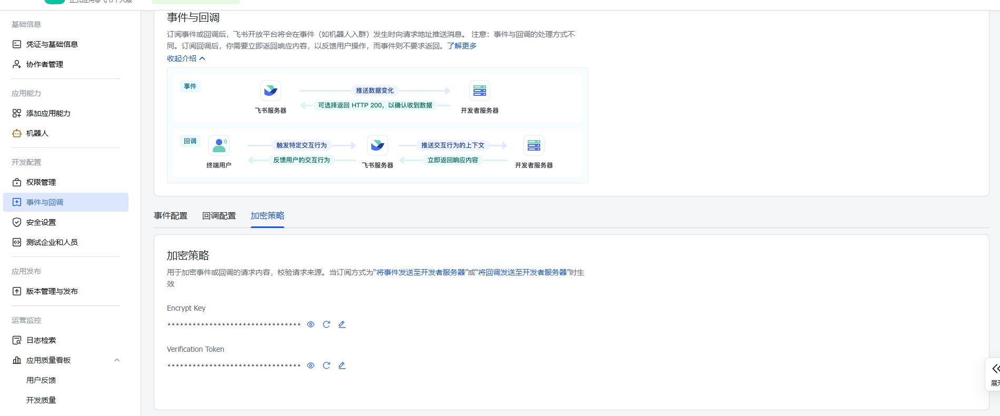 正式应用@飞书个人版
基础信息
凭证与基础信息
协作者管理
应用能力
添加应用能力
机器人
开发配置
权限管理
事件与回调
安全设置
测试企业和人员
应用发布
版本管理与发布
运营监控
日志检索
应用质量看板
用户反馈
开发质量
事件与回调
订阅事件或回调后，飞书开放平台将会在事件（如机器人入群）发生时向请求地址推送消息。 注意：事件与回调的处理方式不
同。订阅回调后，你需要立即返回响应内容，以反馈用户操作，而事件则不要求返回。了解更多
收起介绍
事件
推送数据变化
可选择返回 HTTP 200，以确认收到数据
飞书服务器
开发者服务器
回调
触发特定交互行为
推送交互行为的上下文
反馈用户的交互行为
立即返回响应内容
终端用户
飞书服务器
开发者服务器
事件配置
回调配置
加密策略
加密策略
用于加密事件或回调的请求内容，校验请求来源。当订阅方式为“将事件发送至开发者服务器”或“将回调发送至开发者服务器”时生
效
Encrypt Key
********************************
Verification Token
********************************
展开